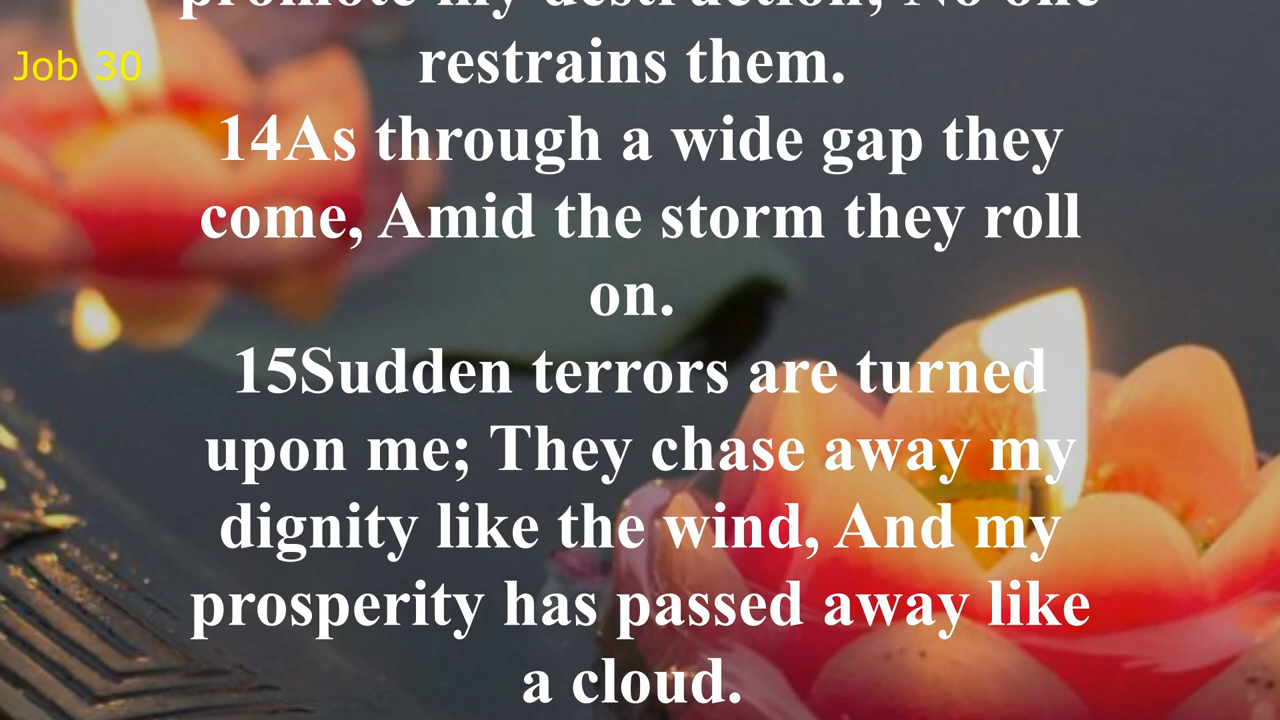 promote my destruction; No one
Job 30
restrains them.
14As through a wide gap they
come, Amid the storm they roll
on.
15Sudden terrors are turned
upon me; They chase away my
dignity like the wind, And my
prosperity has passed away like
a cloud.